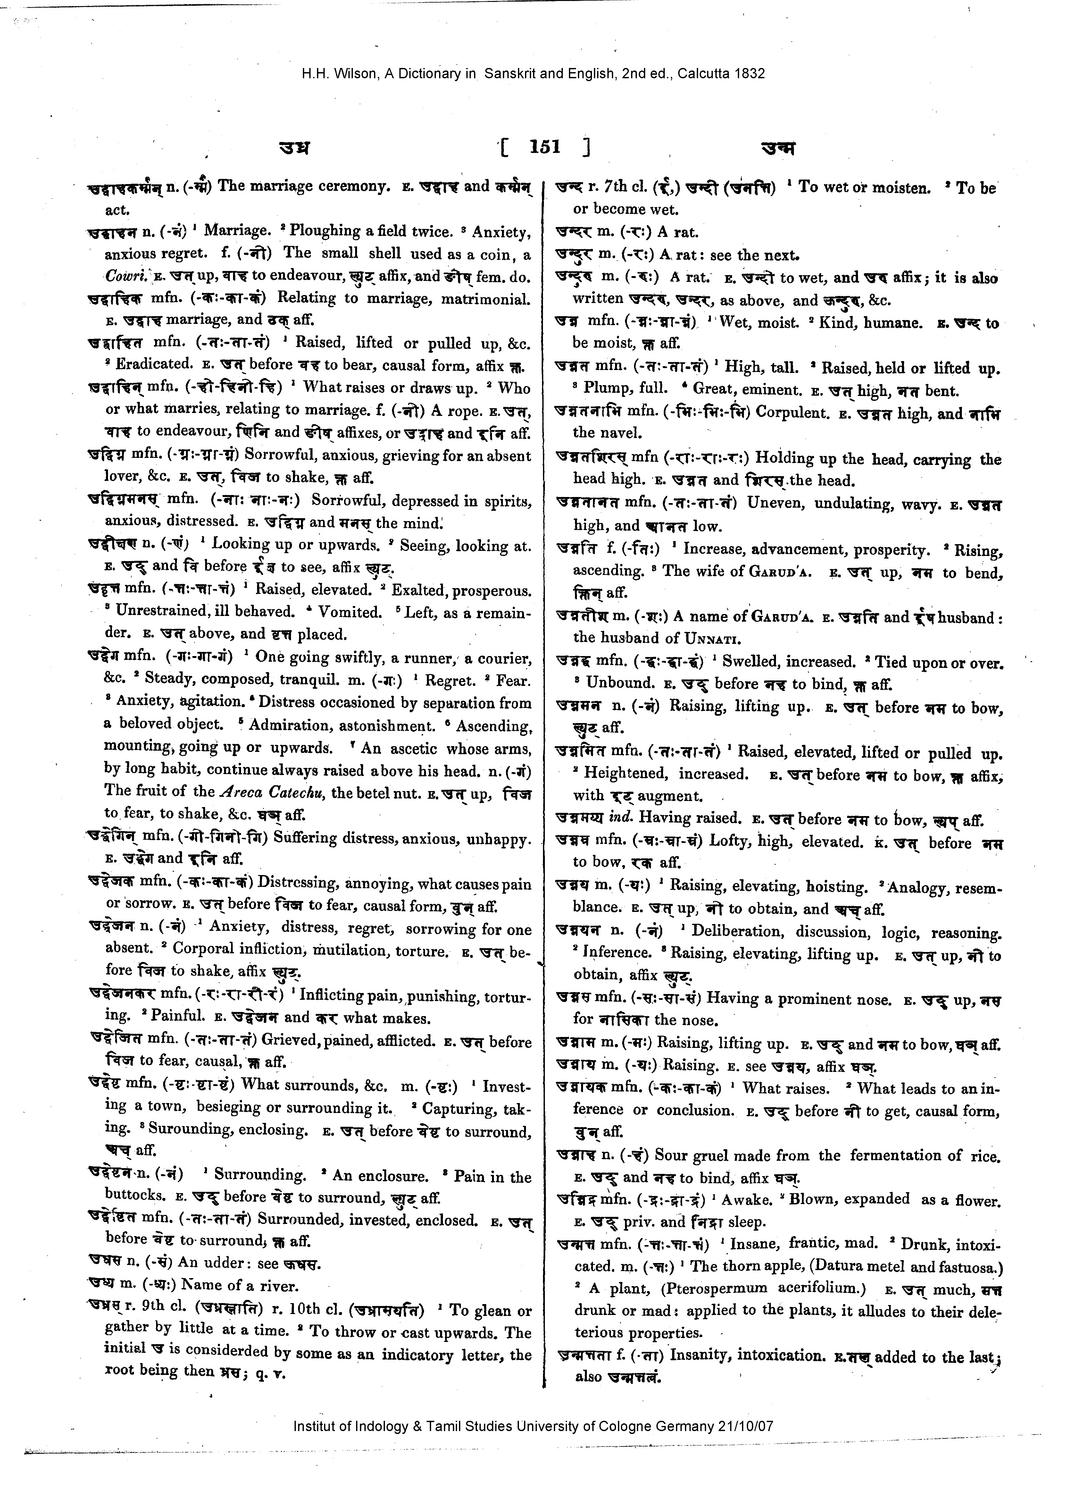 H.H. Wilson, A Dictionary in Sanskrit and English, 2nd ed., Calcutta 1832
उध्र [ 151 ] उन्म
उद्वाहकर्म्मन् n. (-र्म्म) The marriage ceremony. E. उद्वाह and कर्म्मन्
act.
उद्वाहन n. (-नं) ¹ Marriage. ² Ploughing a field twice. ³ Anxiety,
anxious regret. f. (-नी) The small shell used as a coin, a
Cowri. E. उत् up, वाह to endeavour, ल्युट् affix, and ङीष् fem. do.
उद्वाहिक mfn. (-कः-का-कं) Relating to marriage, matrimonial.
E. उद्वाह marriage, and ठक् aff.
उद्वाहित mfn. (-तः-ता-तं) ¹ Raised, lifted or pulled up, &c.
² Eradicated. E. उत् before वह to bear, causal form, affix क्त.
उद्वाहिन् mfn. (-ही-हिनी-हि) ¹ What raises or draws up. ² Who
or what marries, relating to marriage. f. (-नी) A rope. E. उत्,
वाह to endeavour, णिनि and ङीष् affixes, or उद्वाह and इनि aff.
उद्विग्न mfn. (-ग्नः-ग्ना-ग्नं) Sorrowful, anxious, grieving for an absent
lover, &c. E. उत्, विज to shake, क्त aff.
उद्विग्नमनस् mfn. (-नाः नाः-नः) Sorrowful, depressed in spirits,
anxious, distressed. E. उद्विग्न and मनस् the mind.
उद्वीक्षण n. (-णं) ¹ Looking up or upwards. ² Seeing, looking at.
E. उद् and वि before ईक्ष to see, affix ल्युट्.
उद्वृत्त mfn. (-त्तः-त्ता-त्तं) ¹ Raised, elevated. ² Exalted, prosperous.
³ Unrestrained, ill behaved. ⁴ Vomited. ⁵ Left, as a remain-
der. E. उत् above, and वृत्त placed.
उद्वेग mfn. (-गः-गा-गं) ¹ One going swiftly, a runner, a courier,
&c. ² Steady, composed, tranquil. m. (-गः) ¹ Regret. ² Fear.
³ Anxiety, agitation. ⁴ Distress occasioned by separation from
a beloved object. ⁵ Admiration, astonishment. ⁶ Ascending,
mounting, going up or upwards. ⁷ An ascetic whose arms,
by long habit, continue always raised above his head. n. (-गं)
The fruit of the Areca Catechu, the betel nut. E. उत् up, विज
to fear, to shake, &c. घञ् aff.
उद्वेगिन् mfn. (-गी-गिनी-गि) Suffering distress, anxious, unhappy.
E. उद्वेग and इनि aff.
उद्वेजक mfn. (-कः-का-कं) Distressing, annoying, what causes pain
or sorrow. E. उत् before विज to fear, causal form, वुन् aff.
उद्वेजन n. (-नं) ¹ Anxiety, distress, regret, sorrowing for one
absent. ² Corporal infliction, mutilation, torture. E. उत् be-
fore विज to shake, affix ल्युट्.
उद्वेजनकर mfn. (-रः-रा-री-रं) ¹ Inflicting pain, punishing, tortur-
ing. ² Painful. E. उद्वेजन and कर what makes.
उद्वेजित mfn. (-तः-ता-तं) Grieved, pained, afflicted. E. उत् before
विज to fear, causal, क्त aff.
उद्वेष्ट mfn. (-ष्टः-ष्टा-ष्टं) What surrounds, &c. m. (-ष्टः) ¹ Invest-
ing a town, besieging or surrounding it. ² Capturing, tak-
ing. ³ Surounding, enclosing. E. उत् before वेष्ट to surround,
अच् aff.
उद्वेष्टन n. (-नं) ¹ Surrounding. ² An enclosure. ³ Pain in the
buttocks. E. उद् before वेष्ट to surround, ल्युट् aff.
उद्वेष्टित mfn. (-तः-ता-तं) Surrounded, invested, enclosed. E. उत्
before वेष्ट to surround, क्त aff.
उधस n. (-सं) An udder: see ऊधस.
उध्य m. (-ध्यः) Name of a river.
उध्रस् r. 9th cl. (उध्रस्नाति) r. 10th cl. (उध्रासयति) ¹ To glean or
gather by little at a time. ² To throw or cast upwards. The
initial उ is considerded by some as an indicatory letter, the
root being then ध्रस; q. v.
उन्द r. 7th cl. (ई,) उन्दी (उनत्ति) ¹ To wet or moisten. ² To be
or become wet.
उन्दर m. (-रः) A rat.
उन्दुर m. (-रः) A rat: see the next.
उन्दुरु m. (-रुः) A rat. E. उन्दी to wet, and उरु affix; it is also
written उन्दरु, उन्दर, as above, and रुन्दुरु, &c.
उन्न mfn. (-न्नः-न्ना-न्नं) ¹ Wet, moist. ² Kind, humane. E. उन्द to
be moist, क्त aff.
उन्नत mfn. (-तः-ता-तं) ¹ High, tall. ² Raised, held or lifted up.
³ Plump, full. ⁴ Great, eminent. E. उत् high, नत bent.
उन्नतनाभि mfn. (-भिः-भिः-भि) Corpulent. E. उन्नत high, and नाभि
the navel.
उन्नतशिरस् mfn (-राः-राः-रः) Holding up the head, carrying the
head high. E. उन्नत and शिरस् the head.
उन्नतानत mfn. (-तः-ता-तं) Uneven, undulating, wavy. E. उन्नत
high, and आनत low.
उन्नति f. (-तिः) ¹ Increase, advancement, prosperity. ² Rising,
ascending. ³ The wife of GARUD'A. E. उत् up, नम to bend,
क्तिन् aff.
उन्नतीश m. (-शः) A name of GARUD'A. E. उन्नति and ईश husband:
the husband of UNNATI.
उन्नद्ध mfn. (-द्धः-द्धा-द्धं) ¹ Swelled, increased. ² Tied upon or over.
³ Unbound. E. उद् before नह to bind, क्त aff.
उन्नमन n. (-नं) Raising, lifting up. E. उत् before नम to bow,
ल्युट् aff.
उन्नमित mfn. (-तः-ता-तं) ¹ Raised, elevated, lifted or pulled up.
² Heightened, increased. E. उत् before नम to bow, क्त affix,
with इट् augment.
उन्नमय्य ind. Having raised. E. उत् before नम to bow, ल्यप् aff.
उन्नम्र mfn. (-म्रः-म्रा-म्रं) Lofty, high, elevated. E. उत् before नम
to bow, रक् aff.
उन्नय m. (-यः) ¹ Raising, elevating, hoisting. ² Analogy, resem-
blance. E. उत् up, नी to obtain, and अच् aff.
उन्नयन n. (-नं) ¹ Deliberation, discussion, logic, reasoning.
² Inference. ³ Raising, elevating, lifting up. E. उत् up, नी to
obtain, affix ल्युट्.
उन्नस mfn. (-सः-सा-सं) Having a prominent nose. E. उद् up, नस
for नासिका the nose.
उन्नाम m. (-मः) Raising, lifting up. E. उद् and नम to bow, घञ् aff.
उन्नाय m. (-यः) Raising. E. see उन्नय, affix घञ्.
उन्नायक mfn. (-कः-का-कं) ¹ What raises. ² What leads to an in-
ference or conclusion. E. उद् before नी to get, causal form,
वुन् aff.
उन्नाह n. (-हं) Sour gruel made from the fermentation of rice.
E. उद् and नह to bind, affix घञ्.
उन्निद्र mfn. (-द्रः-द्रा-द्रं) ¹ Awake. ² Blown, expanded as a flower.
E. उद् priv. and निद्रा sleep.
उन्मत्त mfn. (-त्तः-त्ता-त्तं) ¹ Insane, frantic, mad. ² Drunk, intoxi-
cated. m. (-त्तः) ¹ The thorn apple, (Datura metel and fastuosa.)
² A plant, (Pterospermum acerifolium.) E. उत् much, मत्त
drunk or mad: applied to the plants, it alludes to their dele-
terious properties.
उन्मत्तता f. (-ता) Insanity, intoxication. E. तल् added to the last;
also उन्मत्तत्वं.
Institut of Indology & Tamil Studies University of Cologne Germany 21/10/07